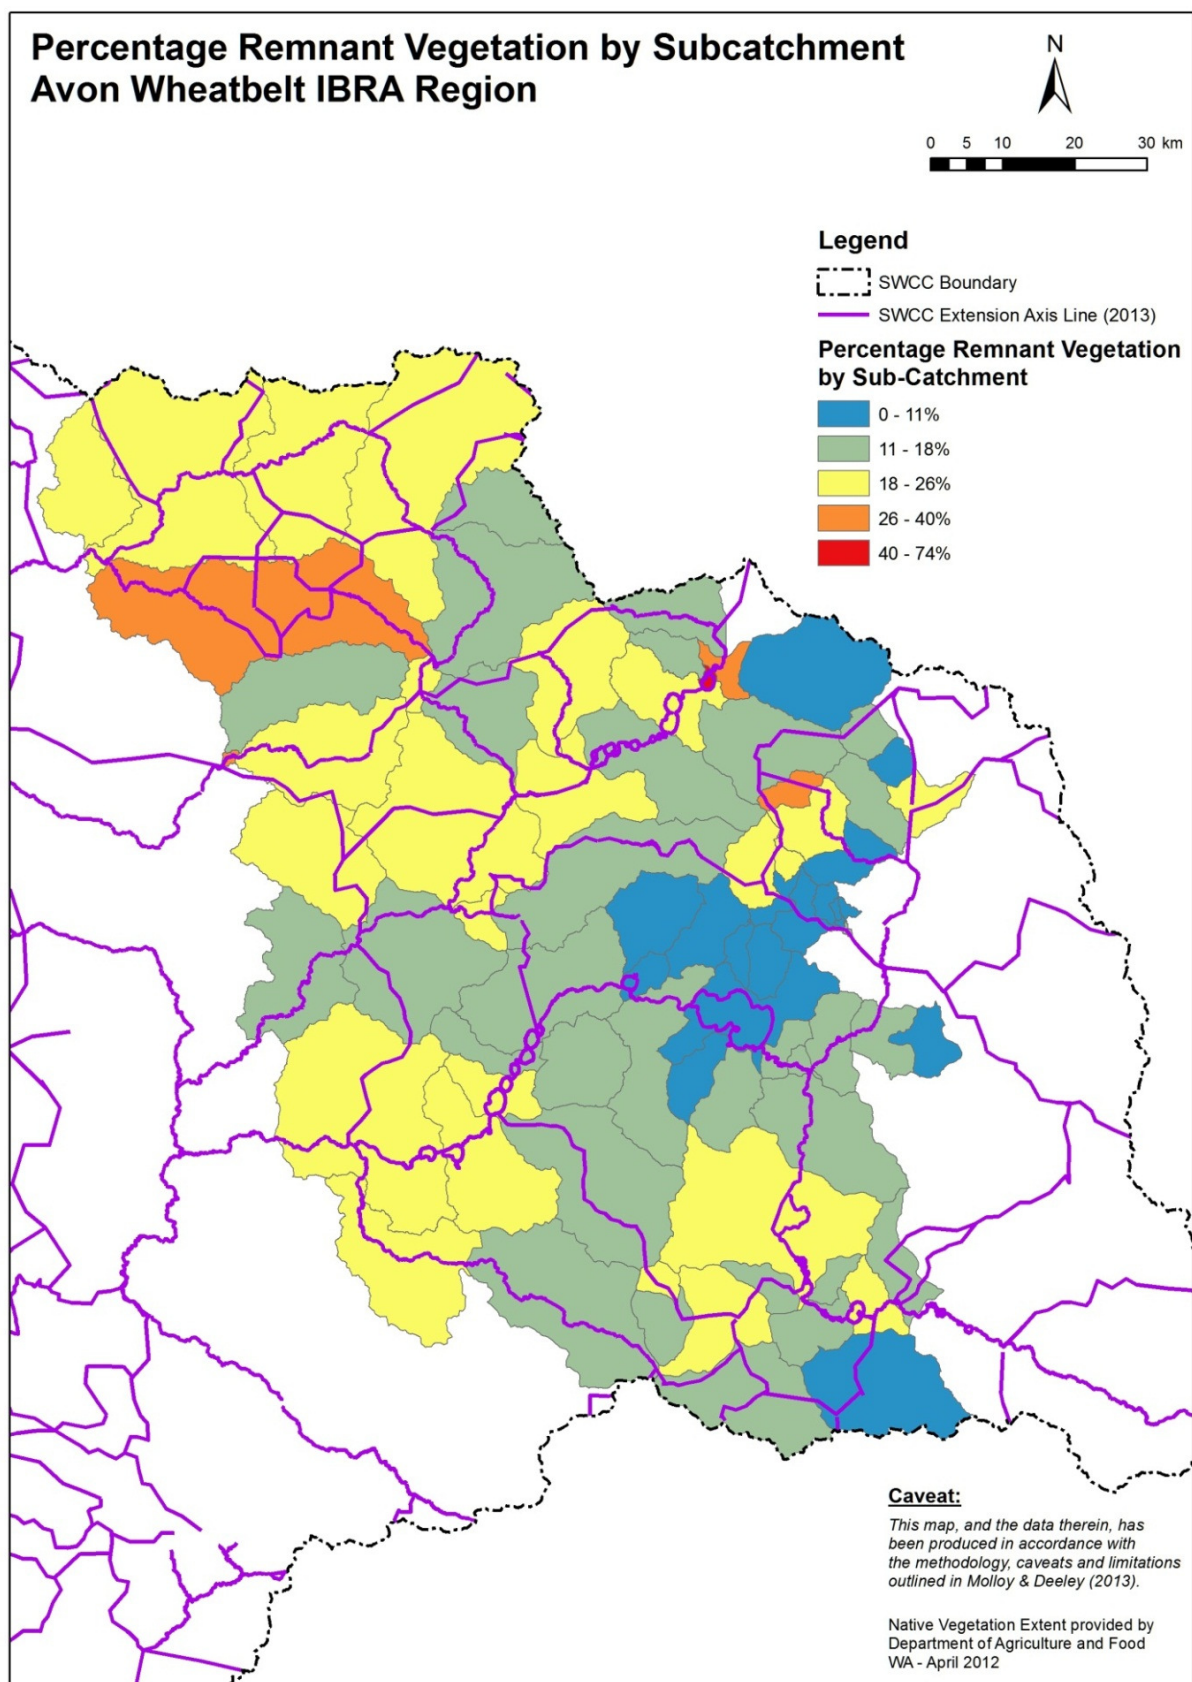 Percentage Remnant Vegetation by Subcatchment
Avon Wheatbelt IBRA Region
N
0 5 10 20 30 km
Legend
SWCC Boundary
SWCC Extension Axis Line (2013)
Percentage Remnant Vegetation
by Sub-Catchment
0 - 11%
11 - 18%
18 - 26%
26 - 40%
40 - 74%
Caveat:
This map, and the data therein, has
been produced in accordance with
the methodology, caveats and limitations
outlined in Molloy & Deeley (2013).
Native Vegetation Extent provided by
Department of Agriculture and Food
WA - April 2012